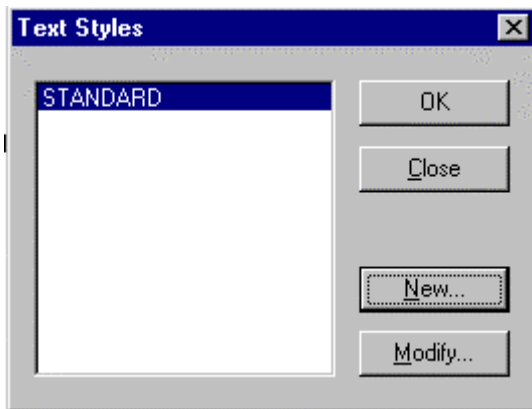 Text Styles
STANDARD
OK
Close
New...
Modify...